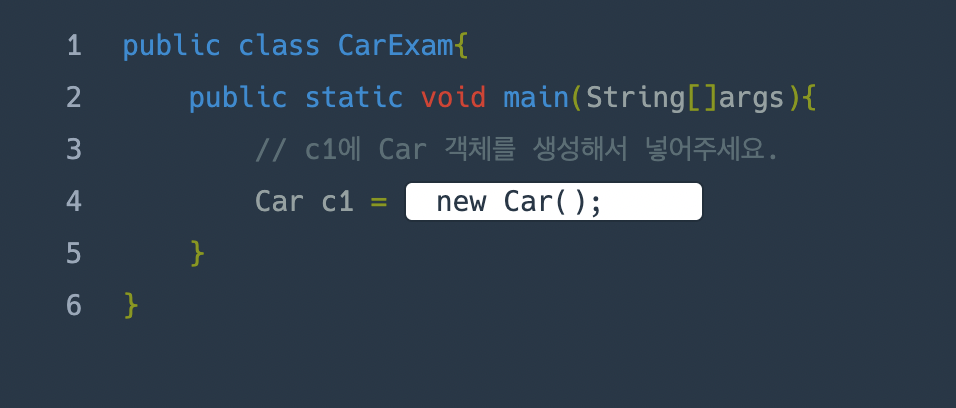 1 public class CarExam{
2 public static void main(String[]args){
3 // c1에 Car 객체를 생성해서 넣어주세요.
4 Car c1 = new Car();
5 }
6 }